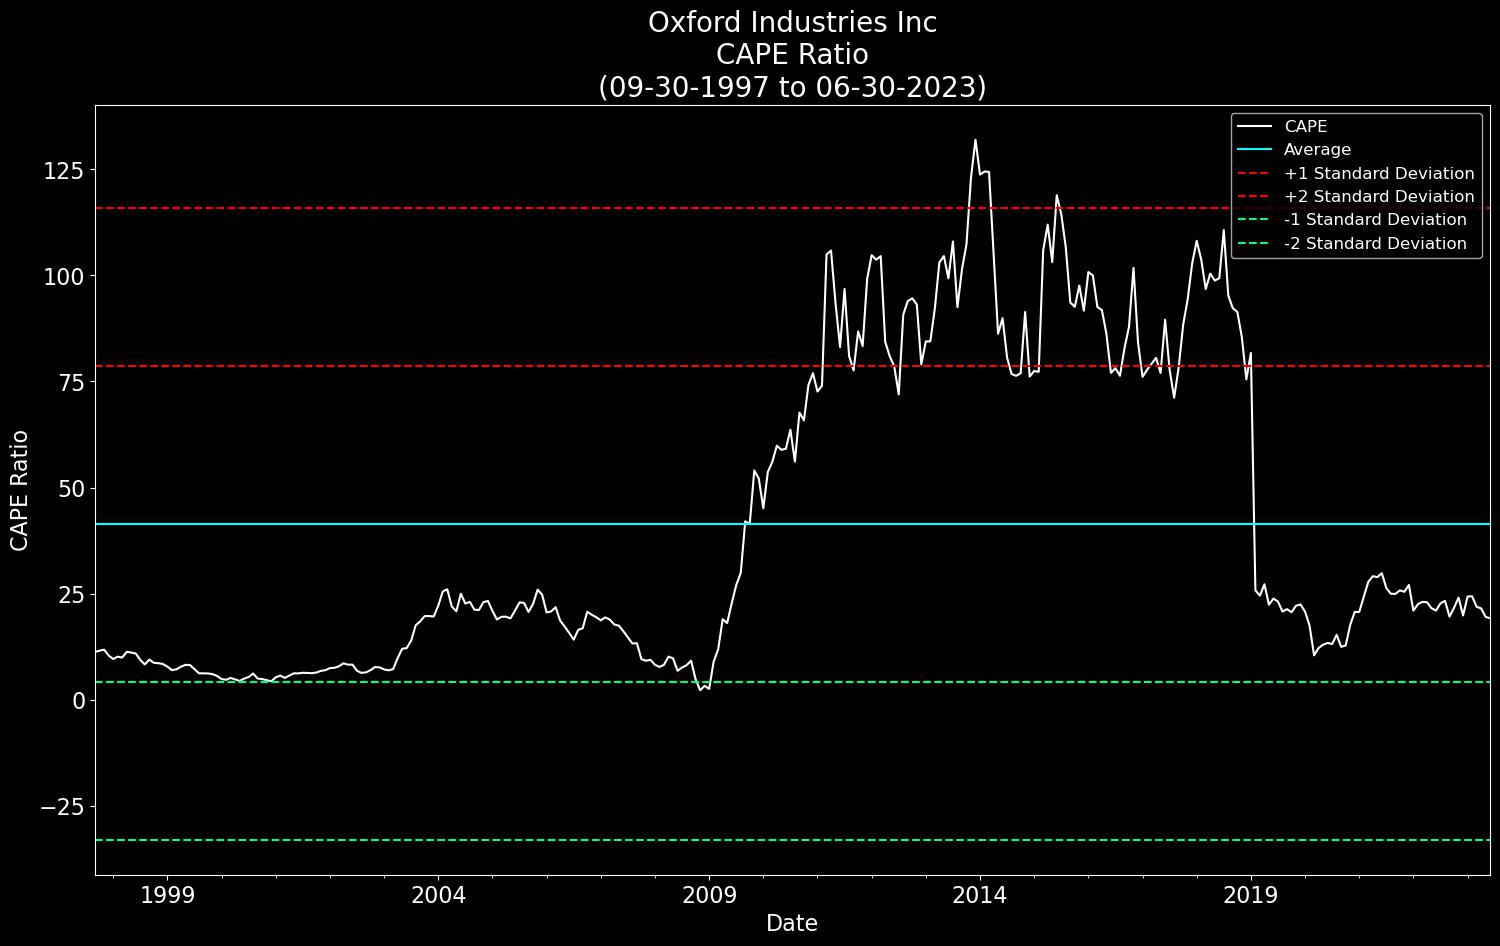 Oxford Industries Inc
CAPE Ratio
(09-30-1997 to 06-30-2023)
CAPE
Average
+1 Standard Deviation
+2 Standard Deviation
-1 Standard Deviation
-2 Standard Deviation
CAPE Ratio
125
100
75
50
25
0
−25
1999 2004 2009 2014 2019
Date